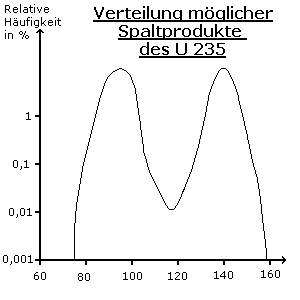 Relative
Häufigkeit
in %
Verteilung möglicher
Spaltprodukte
des U 235
1
0,1
0,01
0,001
60 80 100 120 140 160